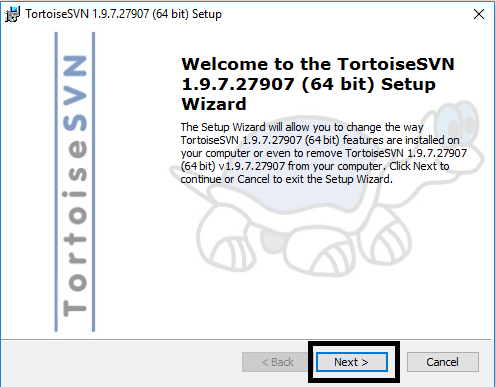 TortoiseSVN 1.9.7.27907 (64 bit) Setup
Welcome to the TortoiseSVN
1.9.7.27907 (64 bit) Setup
Wizard
The Setup Wizard will allow you to change the way
TortoiseSVN 1.9.7.27907 (64 bit) features are installed on
your computer or even to remove TortoiseSVN 1.9.7.27907
(64 bit) v1.9.7.27907 from your computer. Click Next to
continue or Cancel to exit the Setup Wizard.
TortoiseSVN
< Back
Next >
Cancel